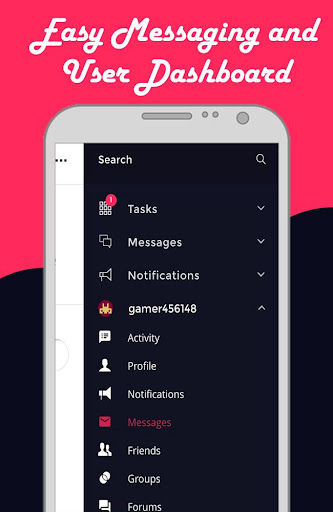 Easy Messaging and
User Dashboard
Search
1
Tasks
Messages
Notifications
gamer456148
Activity
Profile
Notifications
Messages
Friends
Groups
Forums